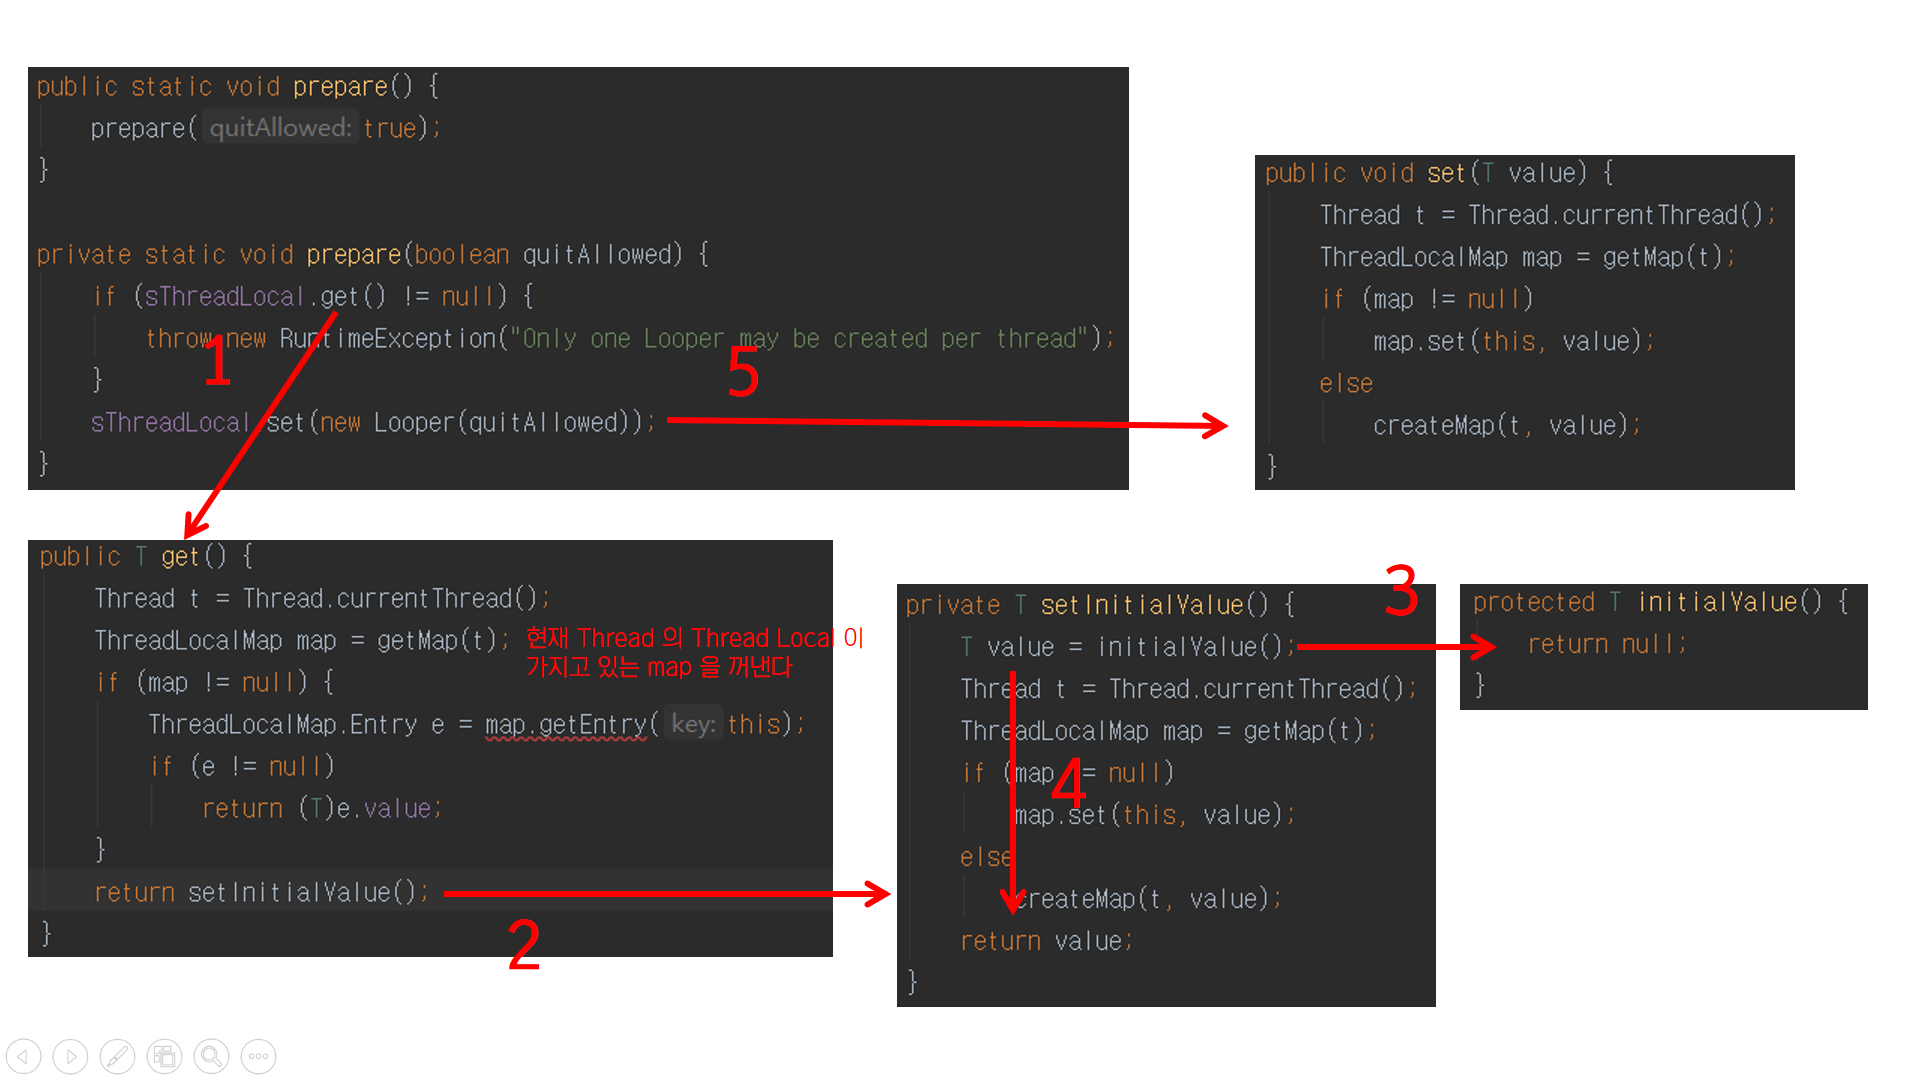 public static void prepare() {
prepare( quitAllowed: true);
}
private static void prepare(boolean quitAllowed) {
if (sThreadLocal.get() != null) {
throw new RuntimeException("Only one Looper may be created per thread");
}
sThreadLocal.set(new Looper(quitAllowed));
}
1
5
public void set(T value) {
Thread t = Thread.currentThread();
ThreadLocalMap map = getMap(t);
if (map != null)
map.set(this, value);
else
createMap(t, value);
}
public T get() {
Thread t = Thread.currentThread();
ThreadLocalMap map = getMap(t);
현재 Thread 의 Thread Local 이
가지고 있는 map 을 꺼낸다
if (map != null) {
ThreadLocalMap.Entry e = map.getEntry( key: this);
if (e != null)
return (T)e.value;
}
return setInitialValue();
}
2
private T setInitialValue() {
T value = initialValue();
Thread t = Thread.currentThread();
ThreadLocalMap map = getMap(t);
if (map != null)
map.set(this, value);
else
createMap(t, value);
return value;
}
3
4
protected T initialValue() {
return null;
}